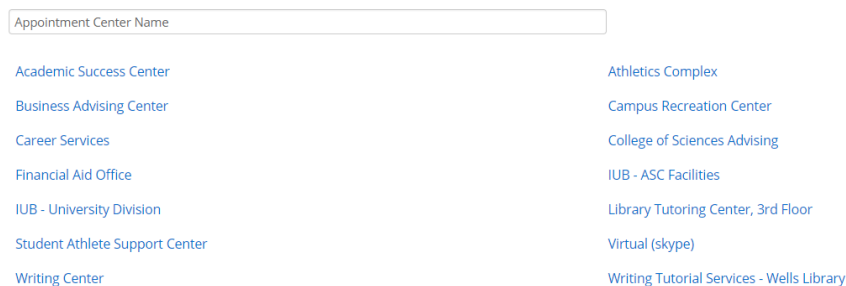 Appointment Center Name
Academic Success Center
Athletics Complex
Business Advising Center
Campus Recreation Center
Career Services
College of Sciences Advising
Financial Aid Office
IUB - ASC Facilities
IUB - University Division
Library Tutoring Center, 3rd Floor
Student Athlete Support Center
Virtual (skype)
Writing Center
Writing Tutorial Services - Wells Library